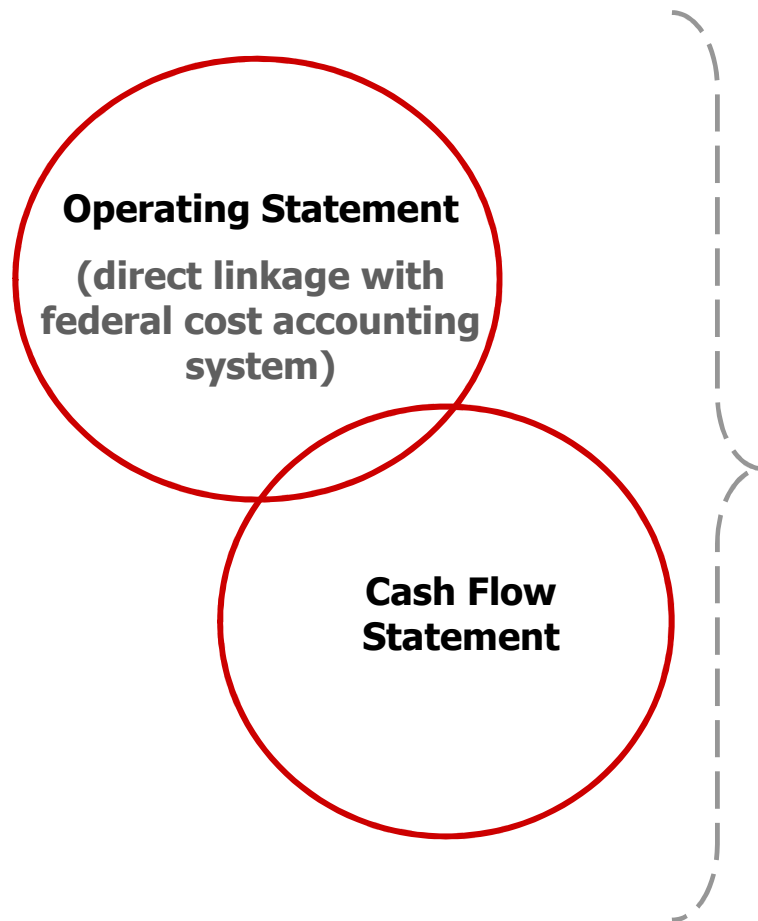 Operating Statement
(direct linkage with
federal cost accounting
system)
Cash Flow
Statement